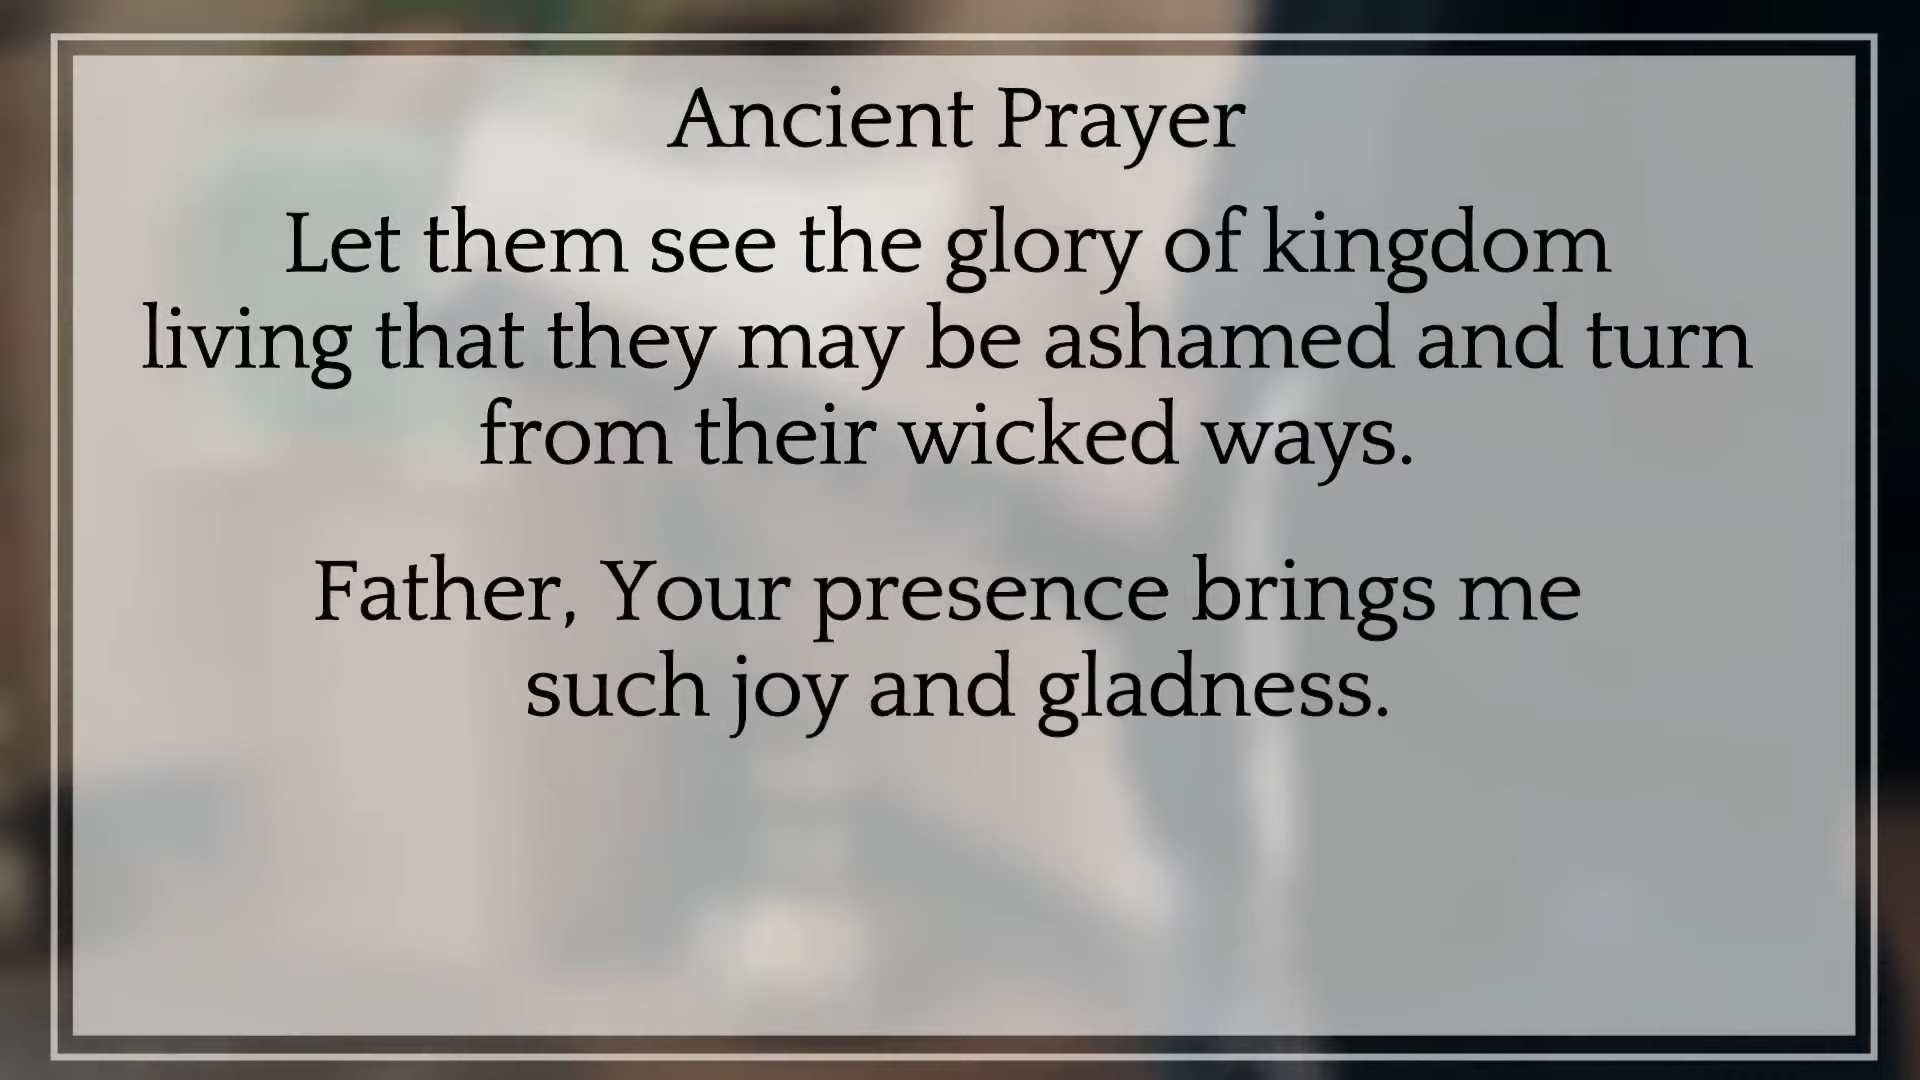 Ancient Prayer
Let them see the glory of kingdom
living that they may be ashamed and turn
from their wicked ways.
Father, Your presence brings me
such joy and gladness.